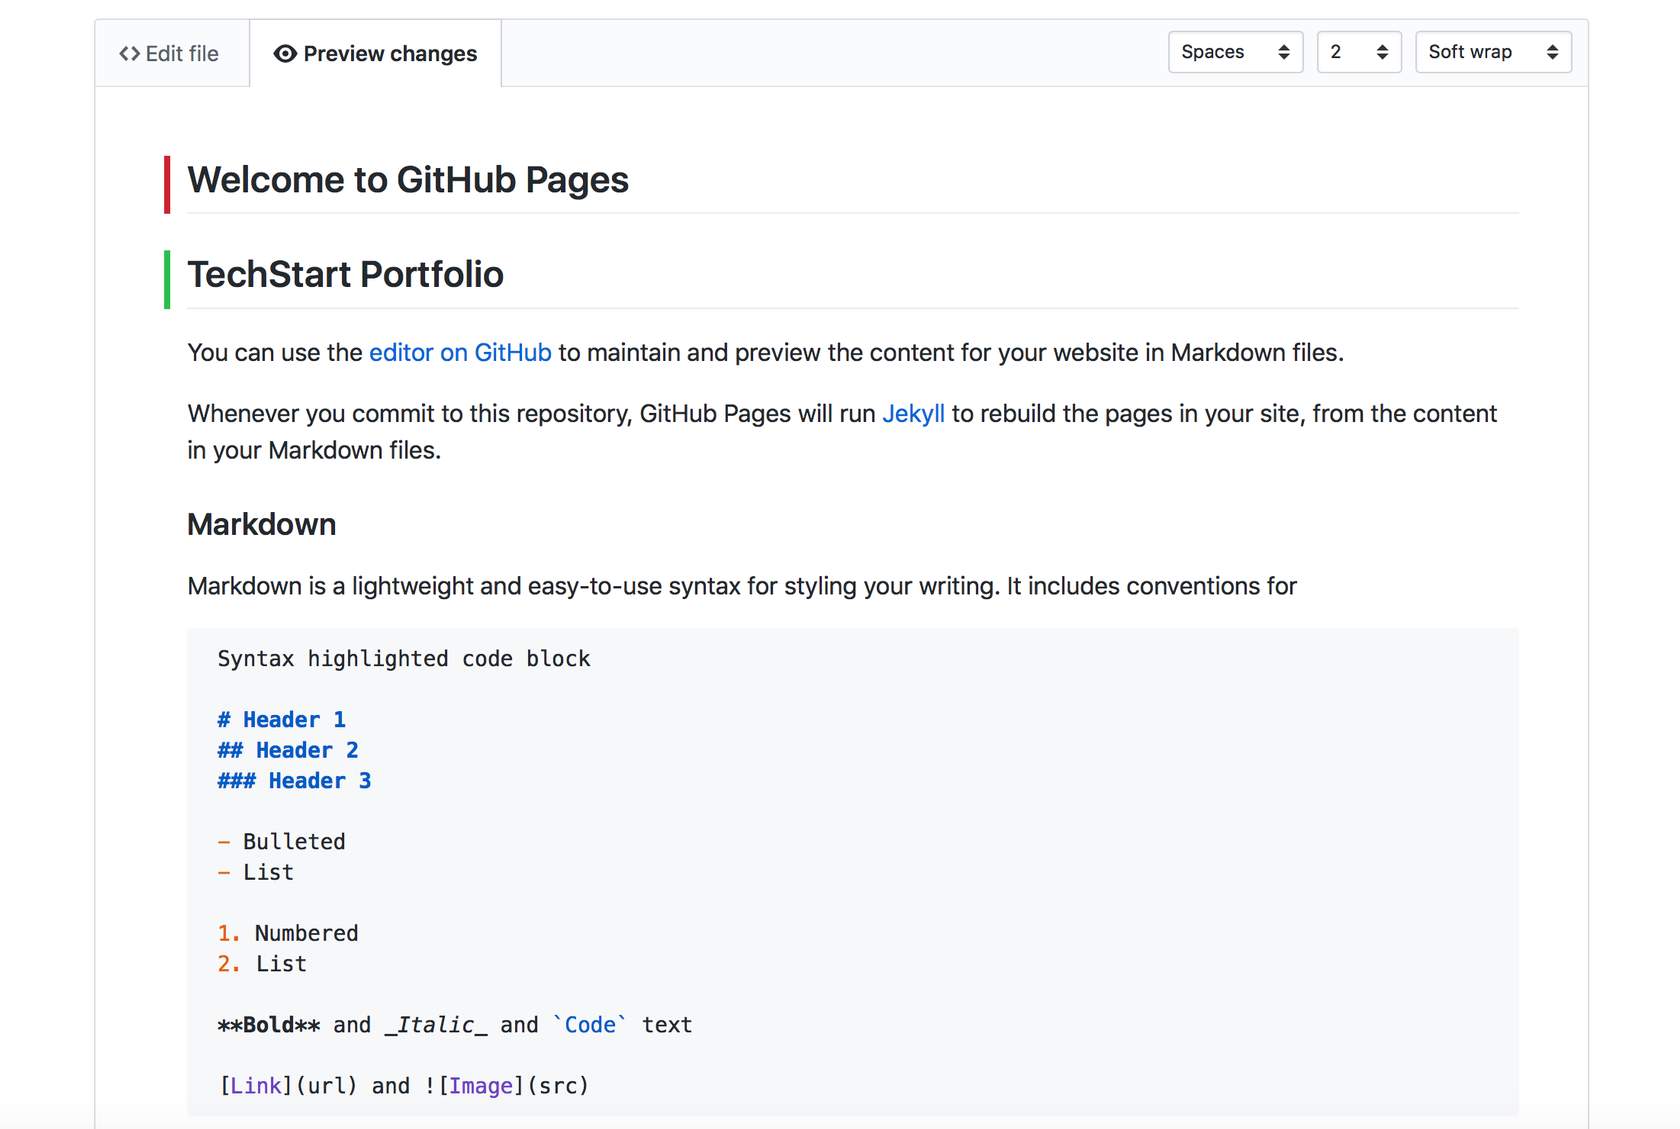 <> Edit file
Preview changes
Spaces
2
Soft wrap
Welcome to GitHub Pages
TechStart Portfolio
You can use the editor on GitHub to maintain and preview the content for your website in Markdown files.
Whenever you commit to this repository, GitHub Pages will run Jekyll to rebuild the pages in your site, from the content
in your Markdown files.
Markdown
Markdown is a lightweight and easy-to-use syntax for styling your writing. It includes conventions for
Syntax highlighted code block
# Header 1
## Header 2
### Header 3
- Bulleted
- List
1. Numbered
2. List
**Bold** and _Italic_ and `Code` text
[Link](url) and ![Image](src)